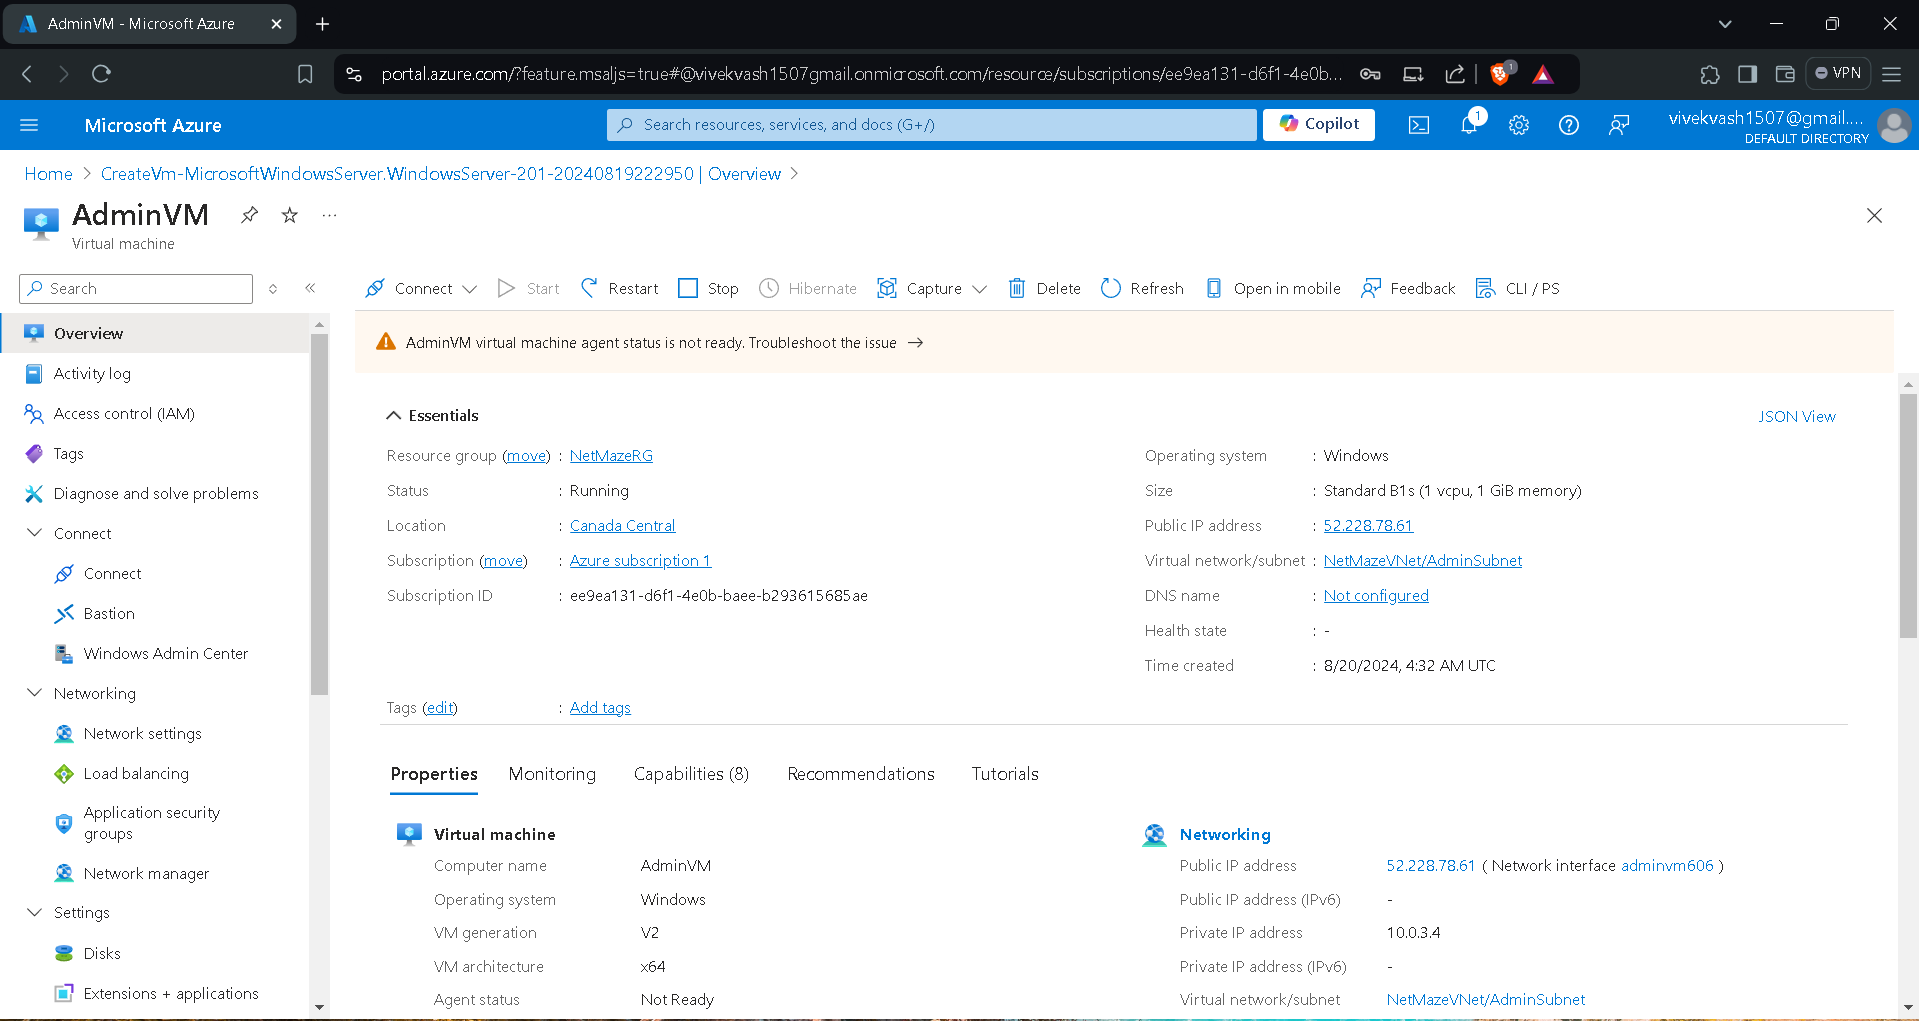 AdminVM - Microsoft Azure
portal.azure.com/?feature.msaljs=true#@vivekvash1507gmail.onmicrosoft.com/resource/subscriptions/ee9ea131-d6f1-4e0b...
1
VPN
Microsoft Azure
Search resources, services, and docs (G+/)
Copilot
1
vivekvash1507@gmail....
DEFAULT DIRECTORY
Home > CreateVm-MicrosoftWindowsServer.WindowsServer-201-20240819222950 | Overview >
AdminVM
...
Virtual machine
Search
Connect
Start
Restart
Stop
Hibernate
Capture
Delete
Refresh
Open in mobile
Feedback
CLI / PS
Overview
Activity log
Access control (IAM)
Tags
Diagnose and solve problems
Connect
Connect
Bastion
Windows Admin Center
Networking
Network settings
Load balancing
Application security
groups
Network manager
Settings
Disks
Extensions + applications
AdminVM virtual machine agent status is not ready. Troubleshoot the issue →
Essentials
JSON View
Resource group (move) : NetMazeRG
Status : Running
Location : Canada Central
Subscription (move) : Azure subscription 1
Subscription ID : ee9ea131-d6f1-4e0b-baee-b293615685ae
Operating system : Windows
Size : Standard B1s (1 vcpu, 1 GiB memory)
Public IP address : 52.228.78.61
Virtual network/subnet : NetMazeVNet/AdminSubnet
DNS name : Not configured
Health state : -
Time created : 8/20/2024, 4:32 AM UTC
Tags (edit) : Add tags
Properties
Monitoring
Capabilities (8)
Recommendations
Tutorials
Virtual machine
Computer name AdminVM
Operating system Windows
VM generation V2
VM architecture x64
Agent status Not Ready
Networking
Public IP address 52.228.78.61 ( Network interface adminvm606 )
Public IP address (IPv6) -
Private IP address 10.0.3.4
Private IP address (IPv6) -
Virtual network/subnet NetMazeVNet/AdminSubnet